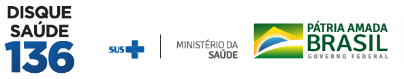 DISQUE
SAÚDE
136
SUS
MINISTÉRIO DA
SAÚDE
PÁTRIA AMADA
BRASIL
GOVERNO FEDERAL